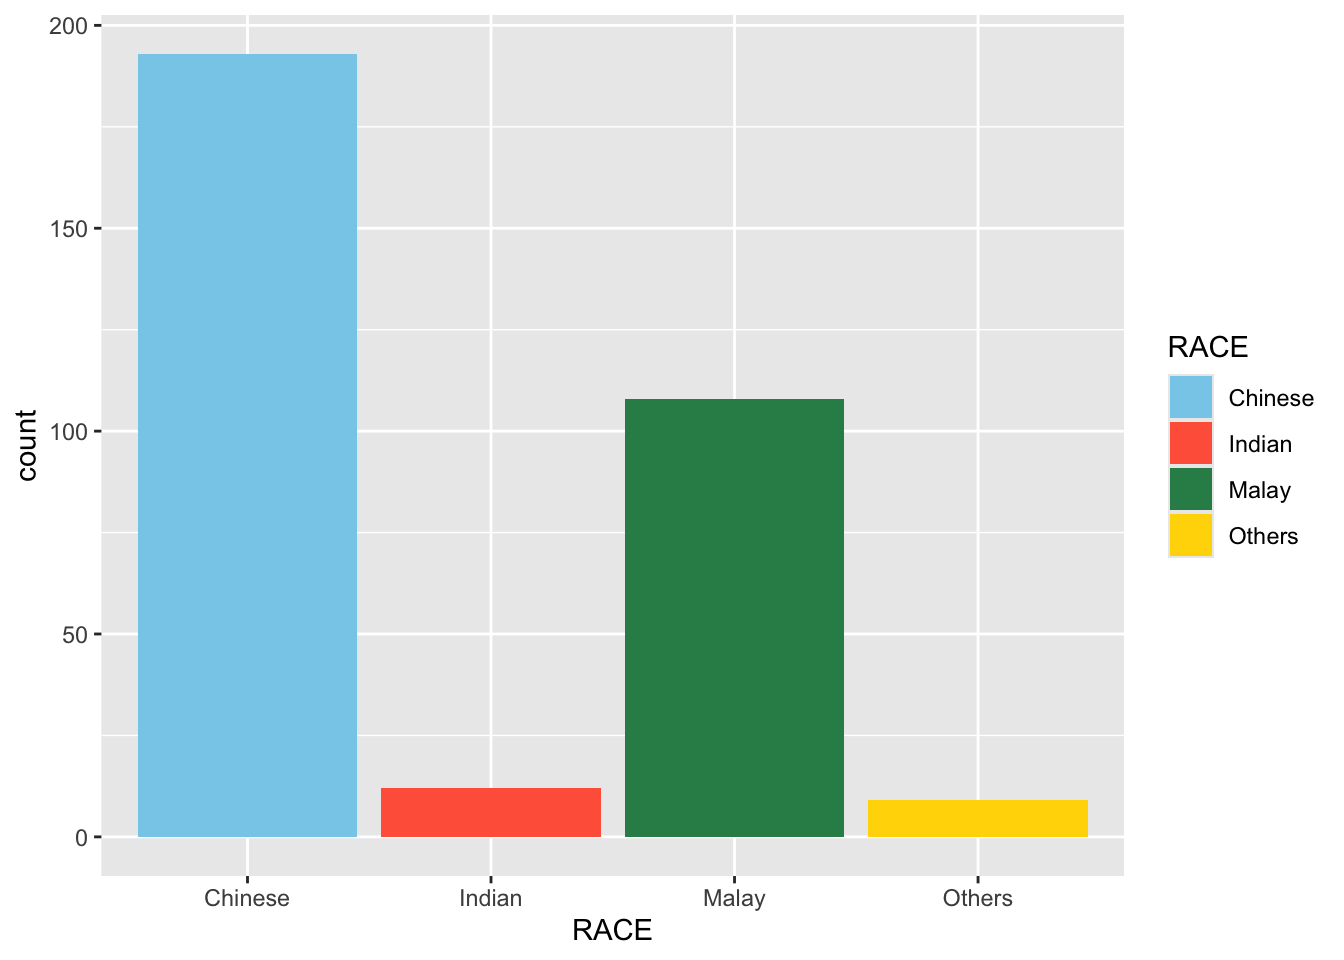 200
150
100
50
0
count
Chinese
Indian
Malay
Others
RACE
RACE
Chinese
Indian
Malay
Others